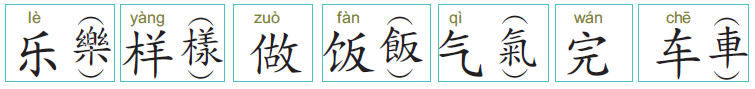 lè yàng zuò fàn qì wán chē
乐(樂) 样(樣) 做 饭(飯) 气(氣) 完 车(車)